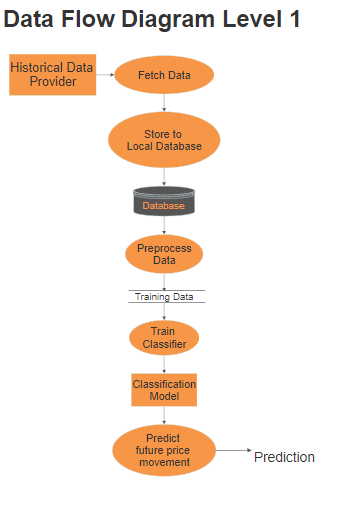 Data Flow Diagram Level 1
Historical Data
Provider
Fetch Data
Store to
Local Database
Database
Preprocess
Data
Training Data
Train
Classifier
Classification
Model
Predict
future price
movement
Prediction